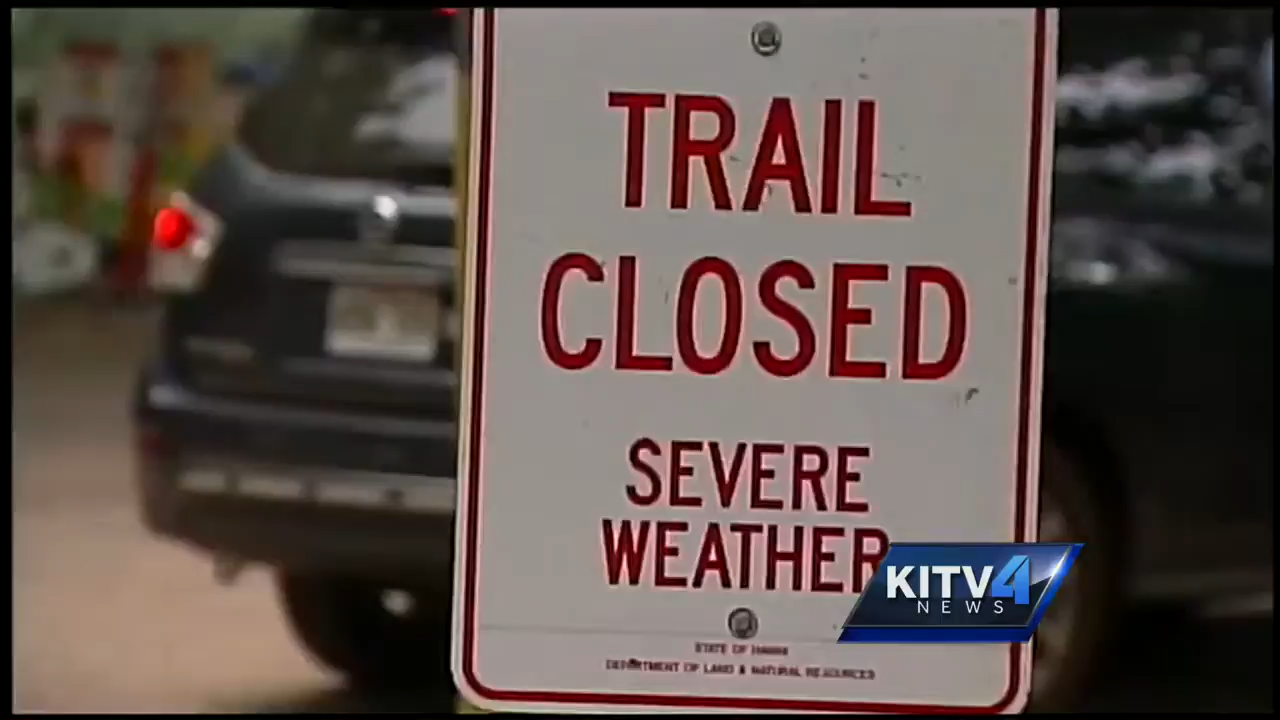 TRAIL
CLOSED
SEVERE
WEATHER
KITV4
NEWS
STATE OF HAWAII
DEPARTMENT OF LAND & NATURAL RESOURCES